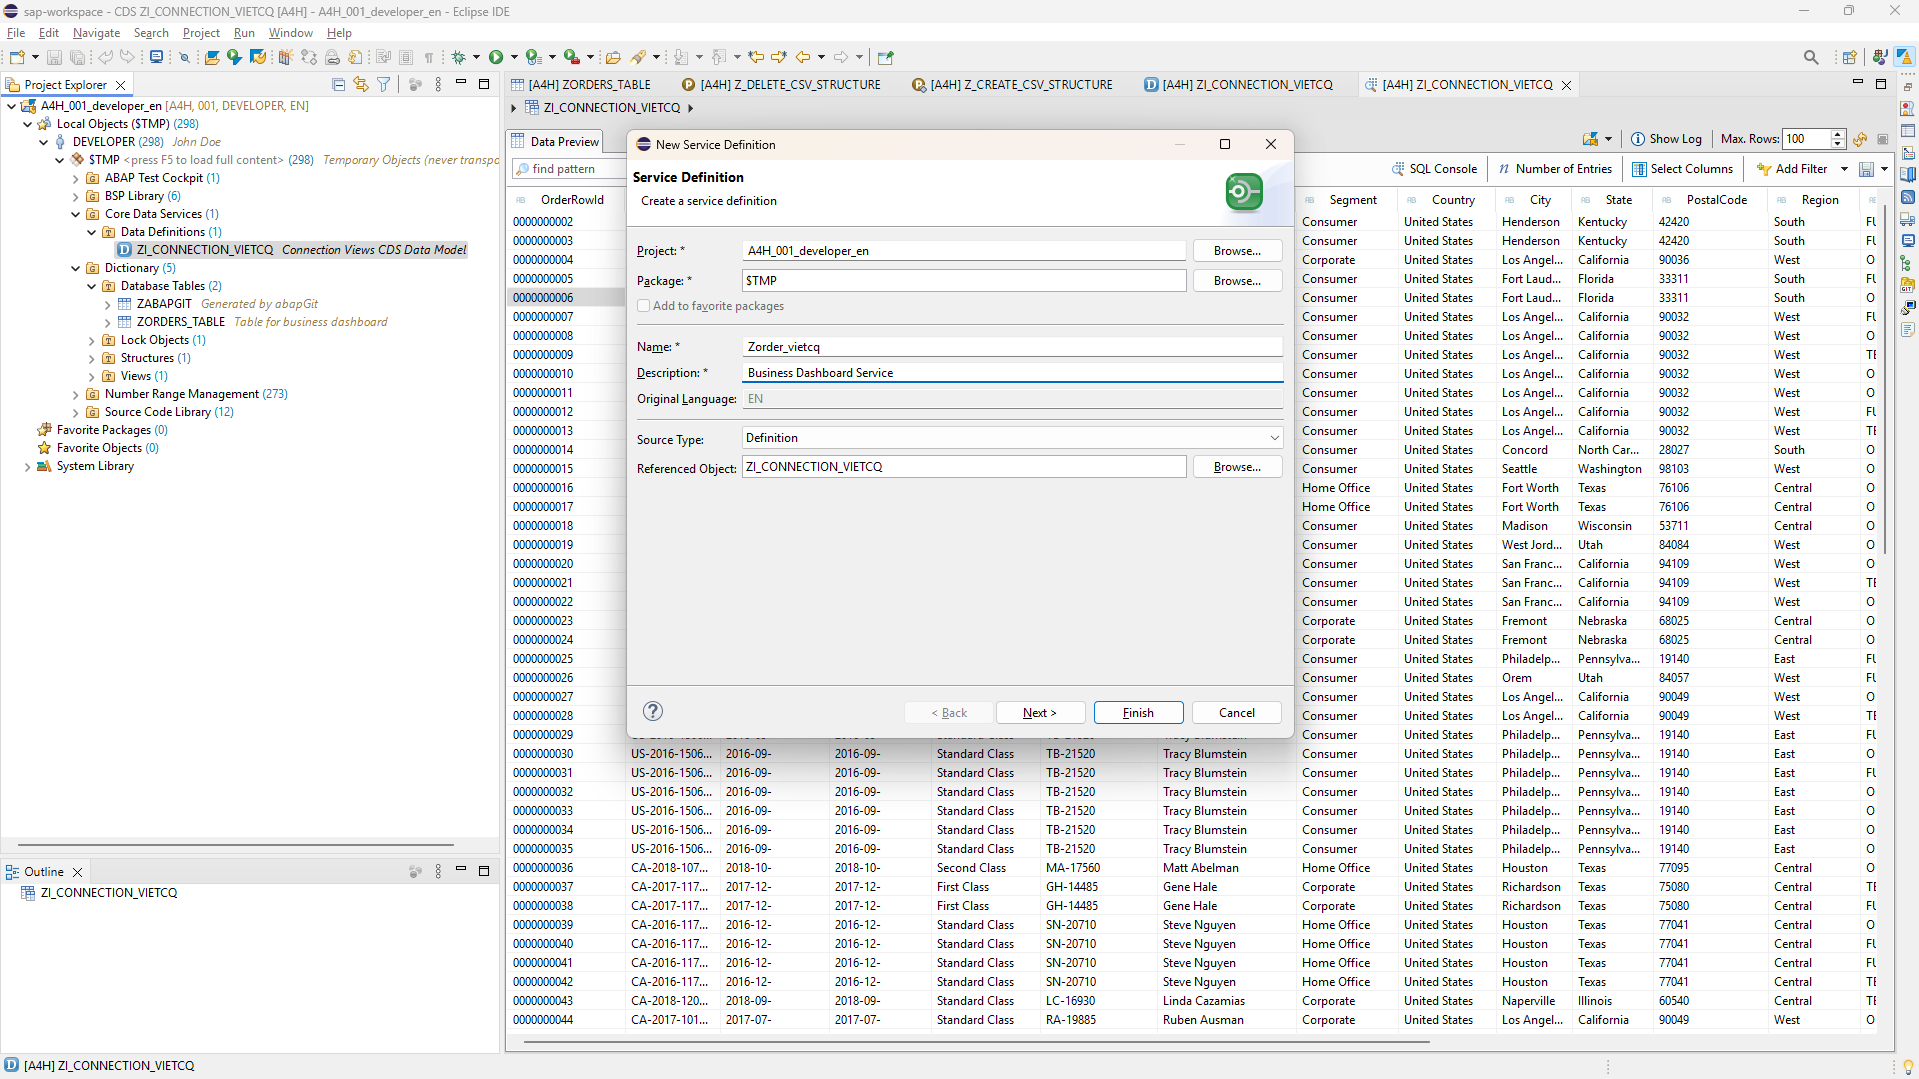 sap-workspace - CDS ZI_CONNECTION_VIETCQ [A4H] - A4H_001_developer_en - Eclipse IDE
File Edit Navigate Search Project Run Window Help
Project Explorer
A4H_001_developer_en [A4H, 001, DEVELOPER, EN]
Local Objects ($TMP) (298)
DEVELOPER (298) John Doe
$TMP <press F5 to load full content> (298) Temporary Objects (never transpo
ABAP Test Cockpit (1)
BSP Library (6)
Core Data Services (1)
Data Definitions (1)
ZI_CONNECTION_VIETCQ Connection Views CDS Data Model
Dictionary (5)
Database Tables (2)
ZABAPGIT Generated by abapGit
ZORDERS_TABLE Table for business dashboard
Lock Objects (1)
Structures (1)
Views (1)
Number Range Management (273)
Source Code Library (12)
Favorite Packages (0)
Favorite Objects (0)
System Library
Outline
ZI_CONNECTION_VIETCQ
[A4H] ZORDERS_TABLE [A4H] Z_DELETE_CSV_STRUCTURE [A4H] Z_CREATE_CSV_STRUCTURE [A4H] ZI_CONNECTION_VIETCQ [A4H] ZI_CONNECTION_VIETCQ
ZI_CONNECTION_VIETCQ
Data Preview
Show Log Max. Rows: 100
find pattern
SQL Console Number of Entries Select Columns Add Filter
New Service Definition
Service Definition
Create a service definition
Project: * A4H_001_developer_en Browse...
Package: * $TMP Browse...
Add to favorite packages
Name: * Zorder_vietcq
Description: * Business Dashboard Service
Original Language: EN
Source Type: Definition
Referenced Object: ZI_CONNECTION_VIETCQ Browse...
< Back Next > Finish Cancel
OrderRowId Segment Country City State PostalCode Region
0000000002 Consumer United States Henderson Kentucky 42420 South FU
0000000003 Consumer United States Henderson Kentucky 42420 South FU
0000000004 Corporate United States Los Angel... California 90036 West O
0000000005 Consumer United States Fort Laud... Florida 33311 South FU
0000000006 Consumer United States Fort Laud... Florida 33311 South O
0000000007 Consumer United States Los Angel... California 90032 West FU
0000000008 Consumer United States Los Angel... California 90032 West O
0000000009 Consumer United States Los Angel... California 90032 West TE
0000000010 Consumer United States Los Angel... California 90032 West O
0000000011 Consumer United States Los Angel... California 90032 West O
0000000012 Consumer United States Los Angel... California 90032 West FU
0000000013 Consumer United States Los Angel... California 90032 West TE
0000000014 Consumer United States Concord North Car... 28027 South O
0000000015 Consumer United States Seattle Washington 98103 West O
0000000016 Home Office United States Fort Worth Texas 76106 Central O
0000000017 Home Office United States Fort Worth Texas 76106 Central O
0000000018 Consumer United States Madison Wisconsin 53711 Central O
0000000019 Consumer United States West Jord... Utah 84084 West O
0000000020 Consumer United States San Franc... California 94109 West O
0000000021 Consumer United States San Franc... California 94109 West TE
0000000022 Consumer United States San Franc... California 94109 West O
0000000023 Corporate United States Fremont Nebraska 68025 Central O
0000000024 Corporate United States Fremont Nebraska 68025 Central O
0000000025 Consumer United States Philadelp... Pennsylva... 19140 East FU
0000000026 Consumer United States Orem Utah 84057 West FU
0000000027 Consumer United States Los Angel... California 90049 West O
0000000028 Consumer United States Los Angel... California 90049 West TE
0000000029 Consumer United States Philadelp... Pennsylva... 19140 East FU
0000000030 US-2016-1506... 2016-09- 2016-09- Standard Class TB-21520 Tracy Blumstein Consumer United States Philadelp... Pennsylva... 19140 East O
0000000031 US-2016-1506... 2016-09- 2016-09- Standard Class TB-21520 Tracy Blumstein Consumer United States Philadelp... Pennsylva... 19140 East FU
0000000032 US-2016-1506... 2016-09- 2016-09- Standard Class TB-21520 Tracy Blumstein Consumer United States Philadelp... Pennsylva... 19140 East O
0000000033 US-2016-1506... 2016-09- 2016-09- Standard Class TB-21520 Tracy Blumstein Consumer United States Philadelp... Pennsylva... 19140 East FU
0000000034 US-2016-1506... 2016-09- 2016-09- Standard Class TB-21520 Tracy Blumstein Consumer United States Philadelp... Pennsylva... 19140 East O
0000000035 US-2016-1506... 2016-09- 2016-09- Standard Class TB-21520 Tracy Blumstein Consumer United States Philadelp... Pennsylva... 19140 East O
0000000036 CA-2018-107... 2018-10- 2018-10- Second Class MA-17560 Matt Abelman Home Office United States Houston Texas 77095 Central O
0000000037 CA-2017-117... 2017-12- 2017-12- First Class GH-14485 Gene Hale Corporate United States Richardson Texas 75080 Central TE
0000000038 CA-2017-117... 2017-12- 2017-12- First Class GH-14485 Gene Hale Corporate United States Richardson Texas 75080 Central FU
0000000039 CA-2016-117... 2016-12- 2016-12- Standard Class SN-20710 Steve Nguyen Home Office United States Houston Texas 77041 Central O
0000000040 CA-2016-117... 2016-12- 2016-12- Standard Class SN-20710 Steve Nguyen Home Office United States Houston Texas 77041 Central FU
0000000041 CA-2016-117... 2016-12- 2016-12- Standard Class SN-20710 Steve Nguyen Home Office United States Houston Texas 77041 Central FU
0000000042 CA-2016-117... 2016-12- 2016-12- Standard Class SN-20710 Steve Nguyen Home Office United States Houston Texas 77041 Central TE
0000000043 CA-2018-120... 2018-09- 2018-09- Standard Class LC-16930 Linda Cazamias Corporate United States Naperville Illinois 60540 Central TE
0000000044 CA-2017-101... 2017-07- 2017-07- Standard Class RA-19885 Ruben Ausman Corporate United States Los Angel... California 90049 West O
[A4H] ZI_CONNECTION_VIETCQ